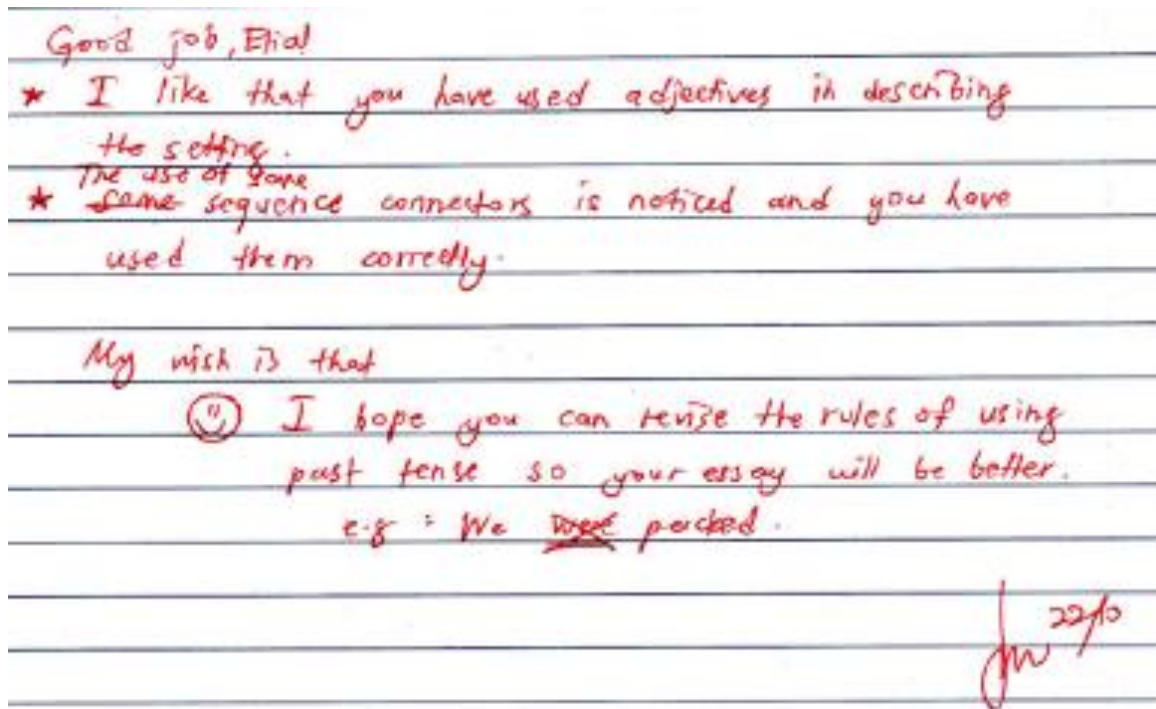 Good job, Elia!
★ I like that you have used adjectives in describing
the setting.
The use of some
★ some sequence connectors is noticed and you have
used them correctly.
My wish is that
I hope you can revise the rules of using
past tense so your essay will be better.
e.g : We were packed.
22/10